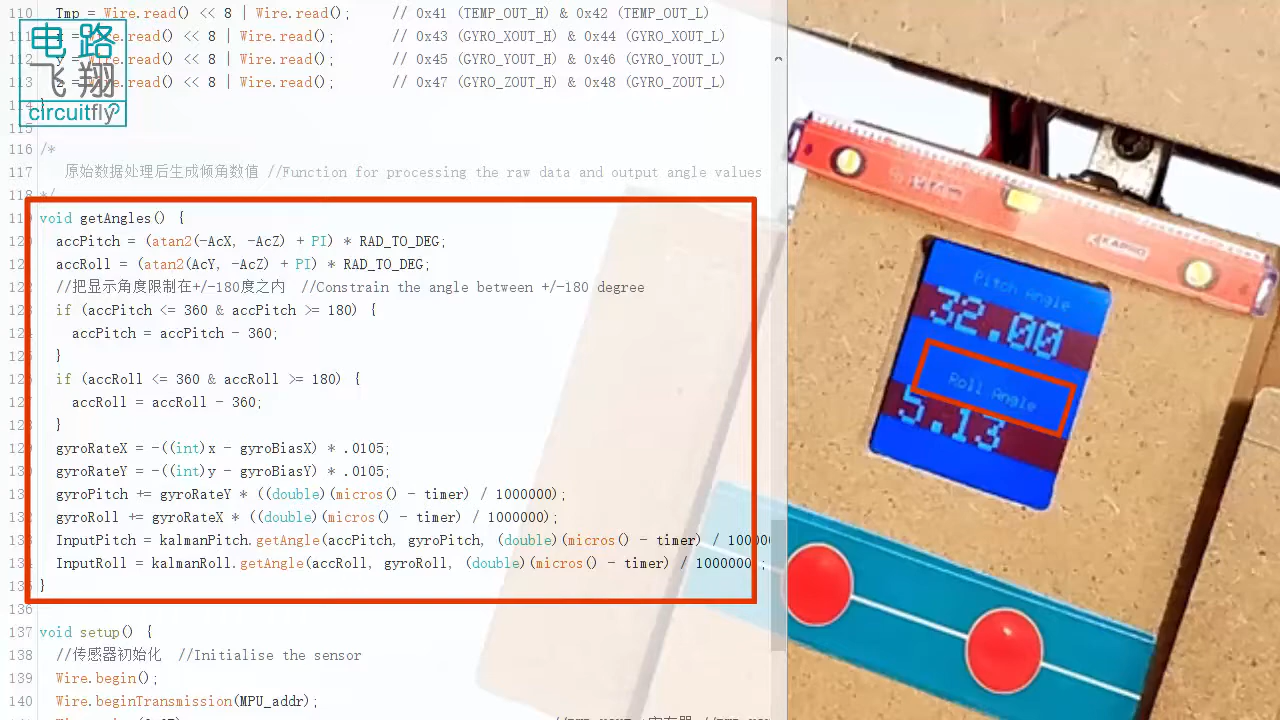 110 Tmp = Wire.read() << 8 | Wire.read(); // 0x41 (TEMP_OUT_H) & 0x42 (TEMP_OUT_L)
= Wire.read() << 8 | Wire.read(); // 0x43 (GYRO_XOUT_H) & 0x44 (GYRO_XOUT_L)
y = Wire.read() << 8 | Wire.read(); // 0x45 (GYRO_YOUT_H) & 0x46 (GYRO_YOUT_L)
z = Wire.read() << 8 | Wire.read(); // 0x47 (GYRO_ZOUT_H) & 0x48 (GYRO_ZOUT_L)
}
115
116 /*
117 原始数据处理后生成倾角数值 //Function for processing the raw data and output angle values
118 */
void getAngles() {
accPitch = (atan2(-AcX, -AcZ) + PI) * RAD_TO_DEG;
accRoll = (atan2(AcY, -AcZ) + PI) * RAD_TO_DEG;
//把显示角度限制在+/-180度之内 //Constrain the angle between +/-180 degree
if (accPitch <= 360 & accPitch >= 180) {
accPitch = accPitch - 360;
}
if (accRoll <= 360 & accRoll >= 180) {
accRoll = accRoll - 360;
}
gyroRateX = -((int)x - gyroBiasX) * .0105;
gyroRateY = -((int)y - gyroBiasY) * .0105;
gyroPitch += gyroRateY * ((double)(micros() - timer) / 1000000);
gyroRoll += gyroRateX * ((double)(micros() - timer) / 1000000);
InputPitch = kalmanPitch.getAngle(accPitch, gyroPitch, (double)(micros() - timer) / 10000
InputRoll = kalmanRoll.getAngle(accRoll, gyroRoll, (double)(micros() - timer) / 1000000);
}
136
137 void setup() {
138 //传感器初始化 //Initialise the sensor
139 Wire.begin();
140 Wire.beginTransmission(MPU_addr);
电路
飞翔
circuitfly
KAPRO
Pitch Angle
32.00
Roll Angle
5.13